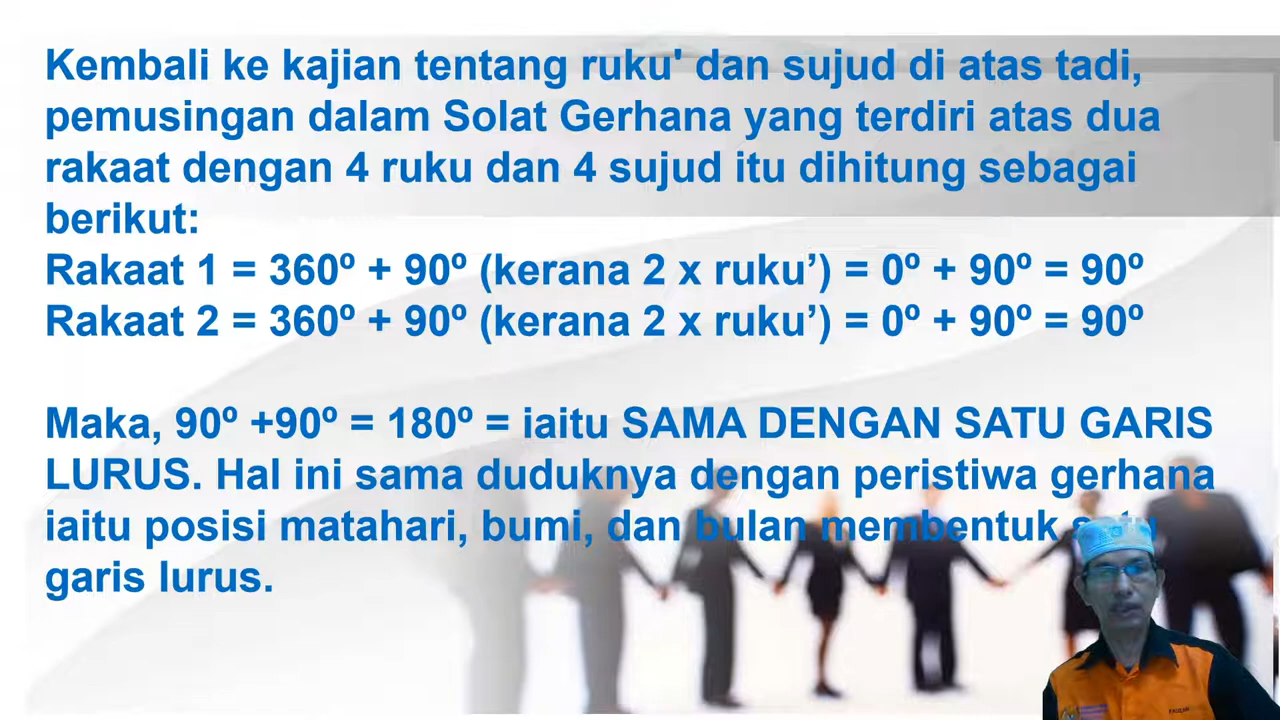 Kembali ke kajian tentang ruku' dan sujud di atas tadi,
pemusingan dalam Solat Gerhana yang terdiri atas dua
rakaat dengan 4 ruku dan 4 sujud itu dihitung sebagai
berikut:
Rakaat 1 = 360º + 90º (kerana 2 x ruku’) = 0º + 90º = 90º
Rakaat 2 = 360º + 90º (kerana 2 x ruku’) = 0º + 90º = 90º
Maka, 90º +90º = 180º = iaitu SAMA DENGAN SATU GARIS
LURUS. Hal ini sama duduknya dengan peristiwa gerhana
iaitu posisi matahari, bumi, dan bulan membentuk satu
garis lurus.